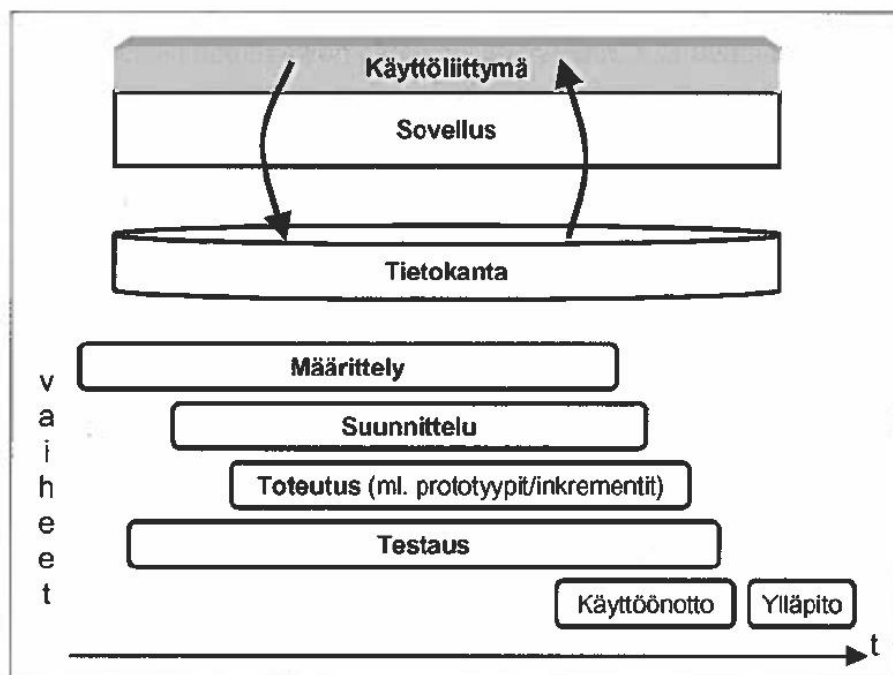 Käyttöliittymä
Sovellus
Tietokanta
vaiheet
Määrittely
Suunnittelu
Toteutus (ml. prototyypit/inkrementit)
Testaus
Käyttöönotto
Ylläpito
t